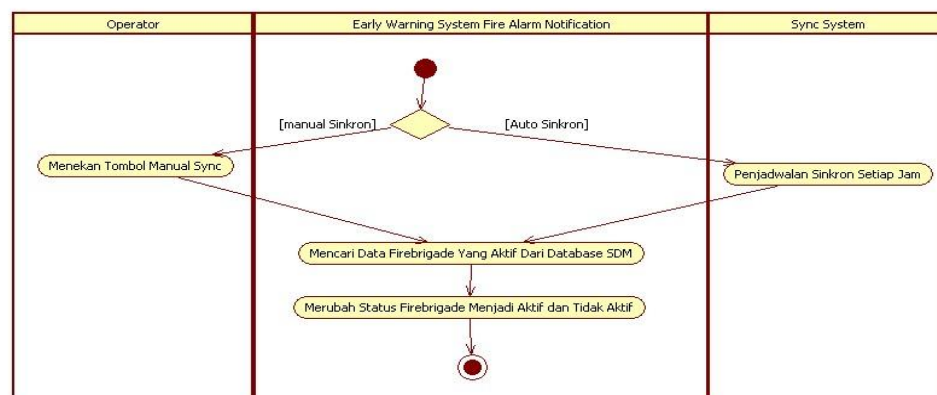 Operator
Early Warning System Fire Alarm Notification
Sync System
[manual Sinkron]
[Auto Sinkron]
Menekan Tombol Manual Sync
Penjadwalan Sinkron Setiap Jam
Mencari Data Firebrigade Yang Aktif Dari Database SDM
Merubah Status Firebrigade Menjadi Aktif dan Tidak Aktif